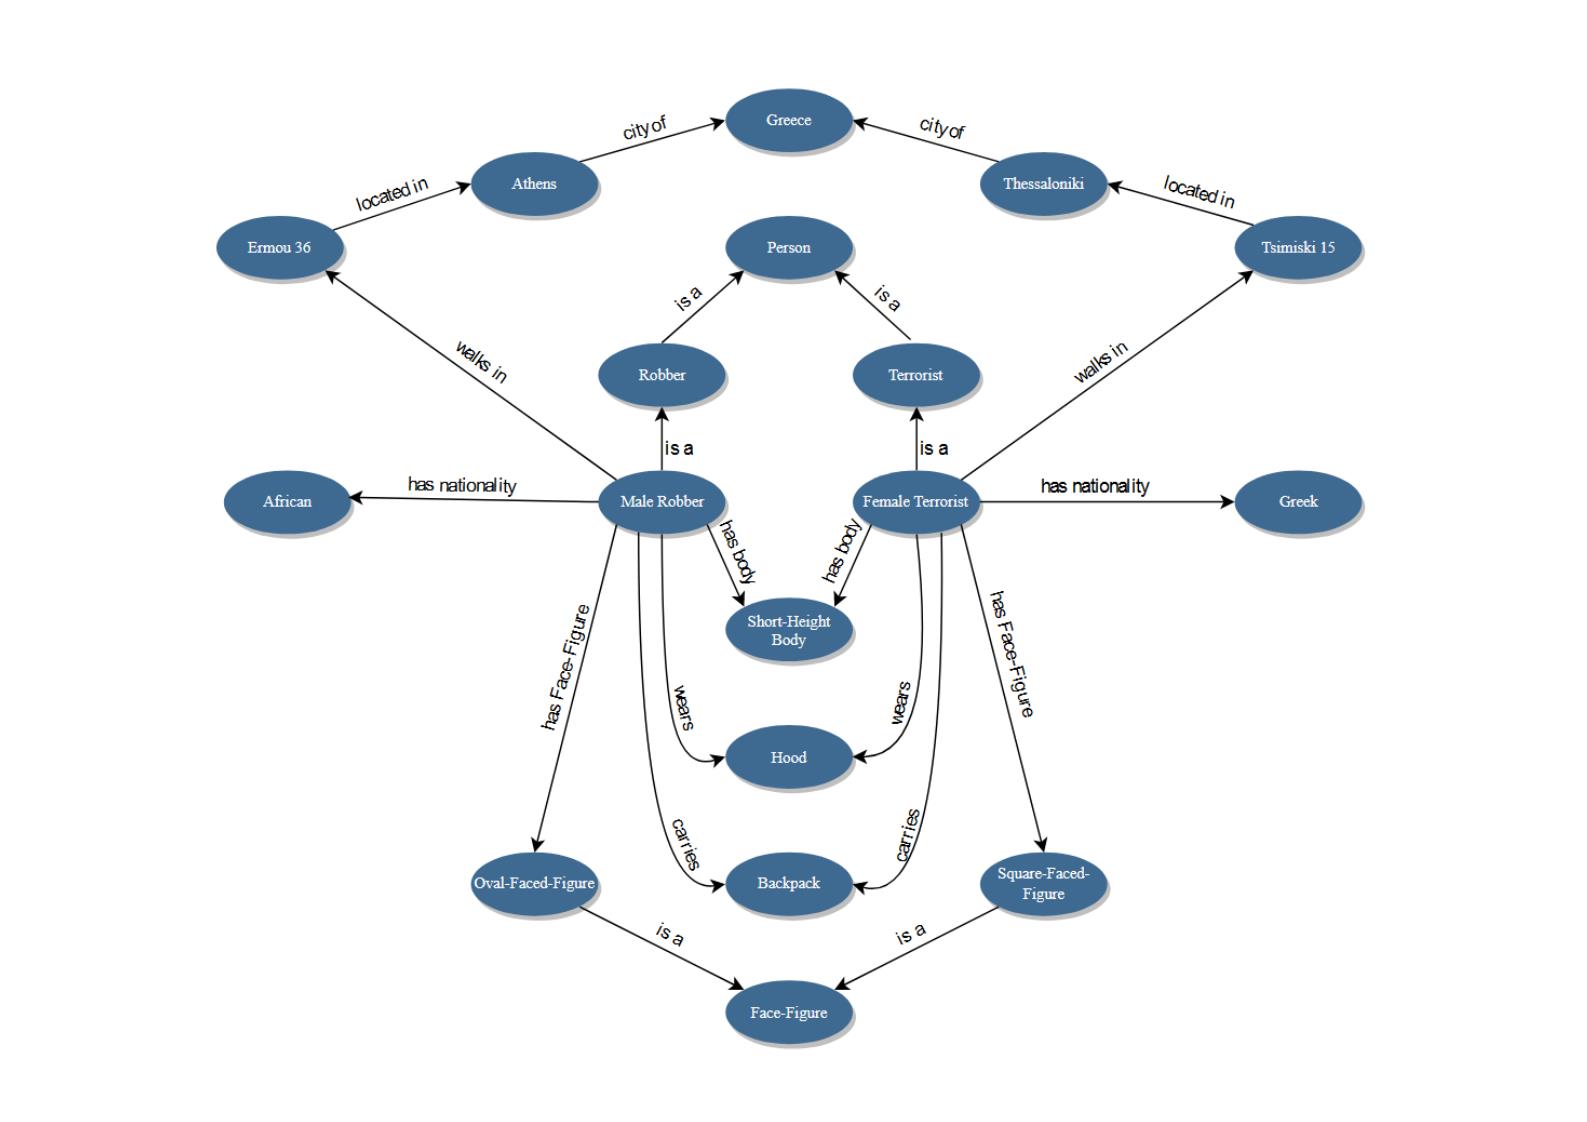 Greece
city of
city of
Athens
Thessaloniki
located in
located in
Ermou 36
Person
Tsimiski 15
is a
is a
walks in
walks in
Robber
Terrorist
is a
is a
has nationality
has nationality
African
Male Robber
Female Terrorist
Greek
has body
has body
Short-Height
Body
has Face-Figure
has Face-Figure
wears
wears
Hood
carries
carries
Oval-Faced-Figure
Backpack
Square-Faced-
Figure
is a
is a
Face-Figure